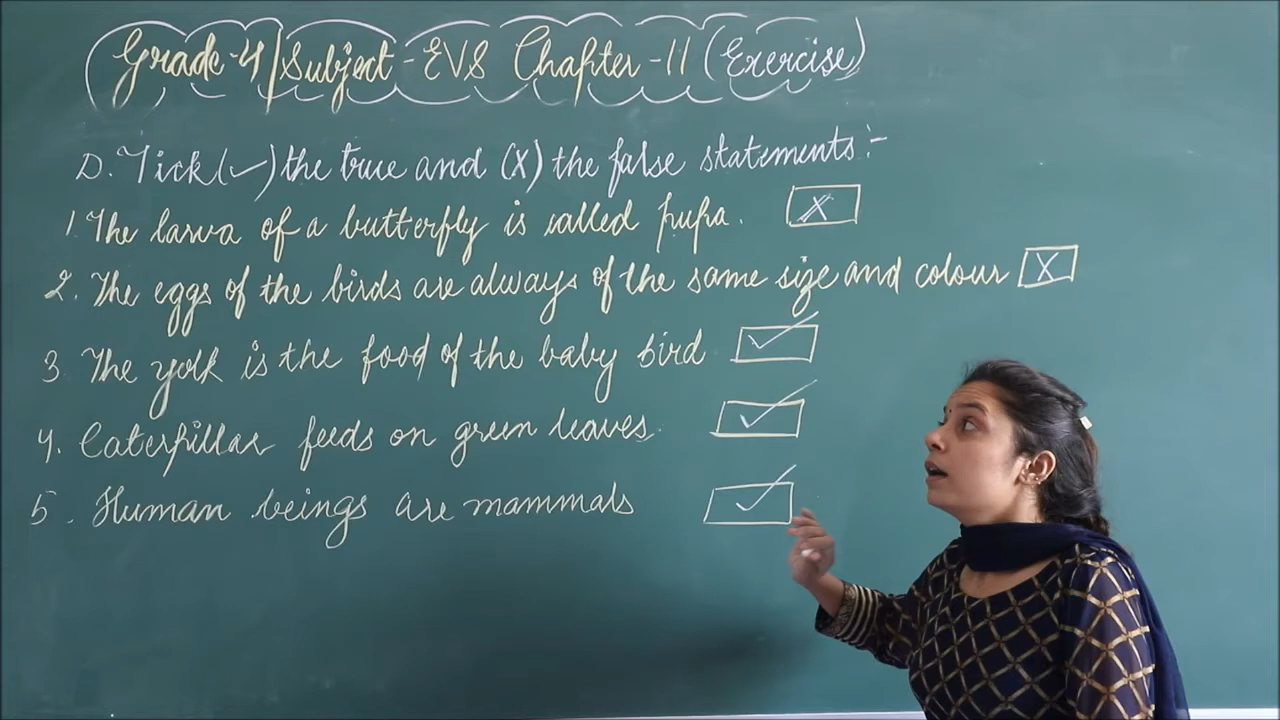 Grade-4/Subject-EVS Chapter-11 (Exercise)
D. Tick (✓) the true and (X) the false statements:-
1. The larva of a butterfly is called pupa. X
2. The eggs of the birds are always of the same size and colour X
3. The yolk is the food of the baby bird ✓
4. Caterpillar feeds on green leaves. ✓
5. Human beings are mammals ✓